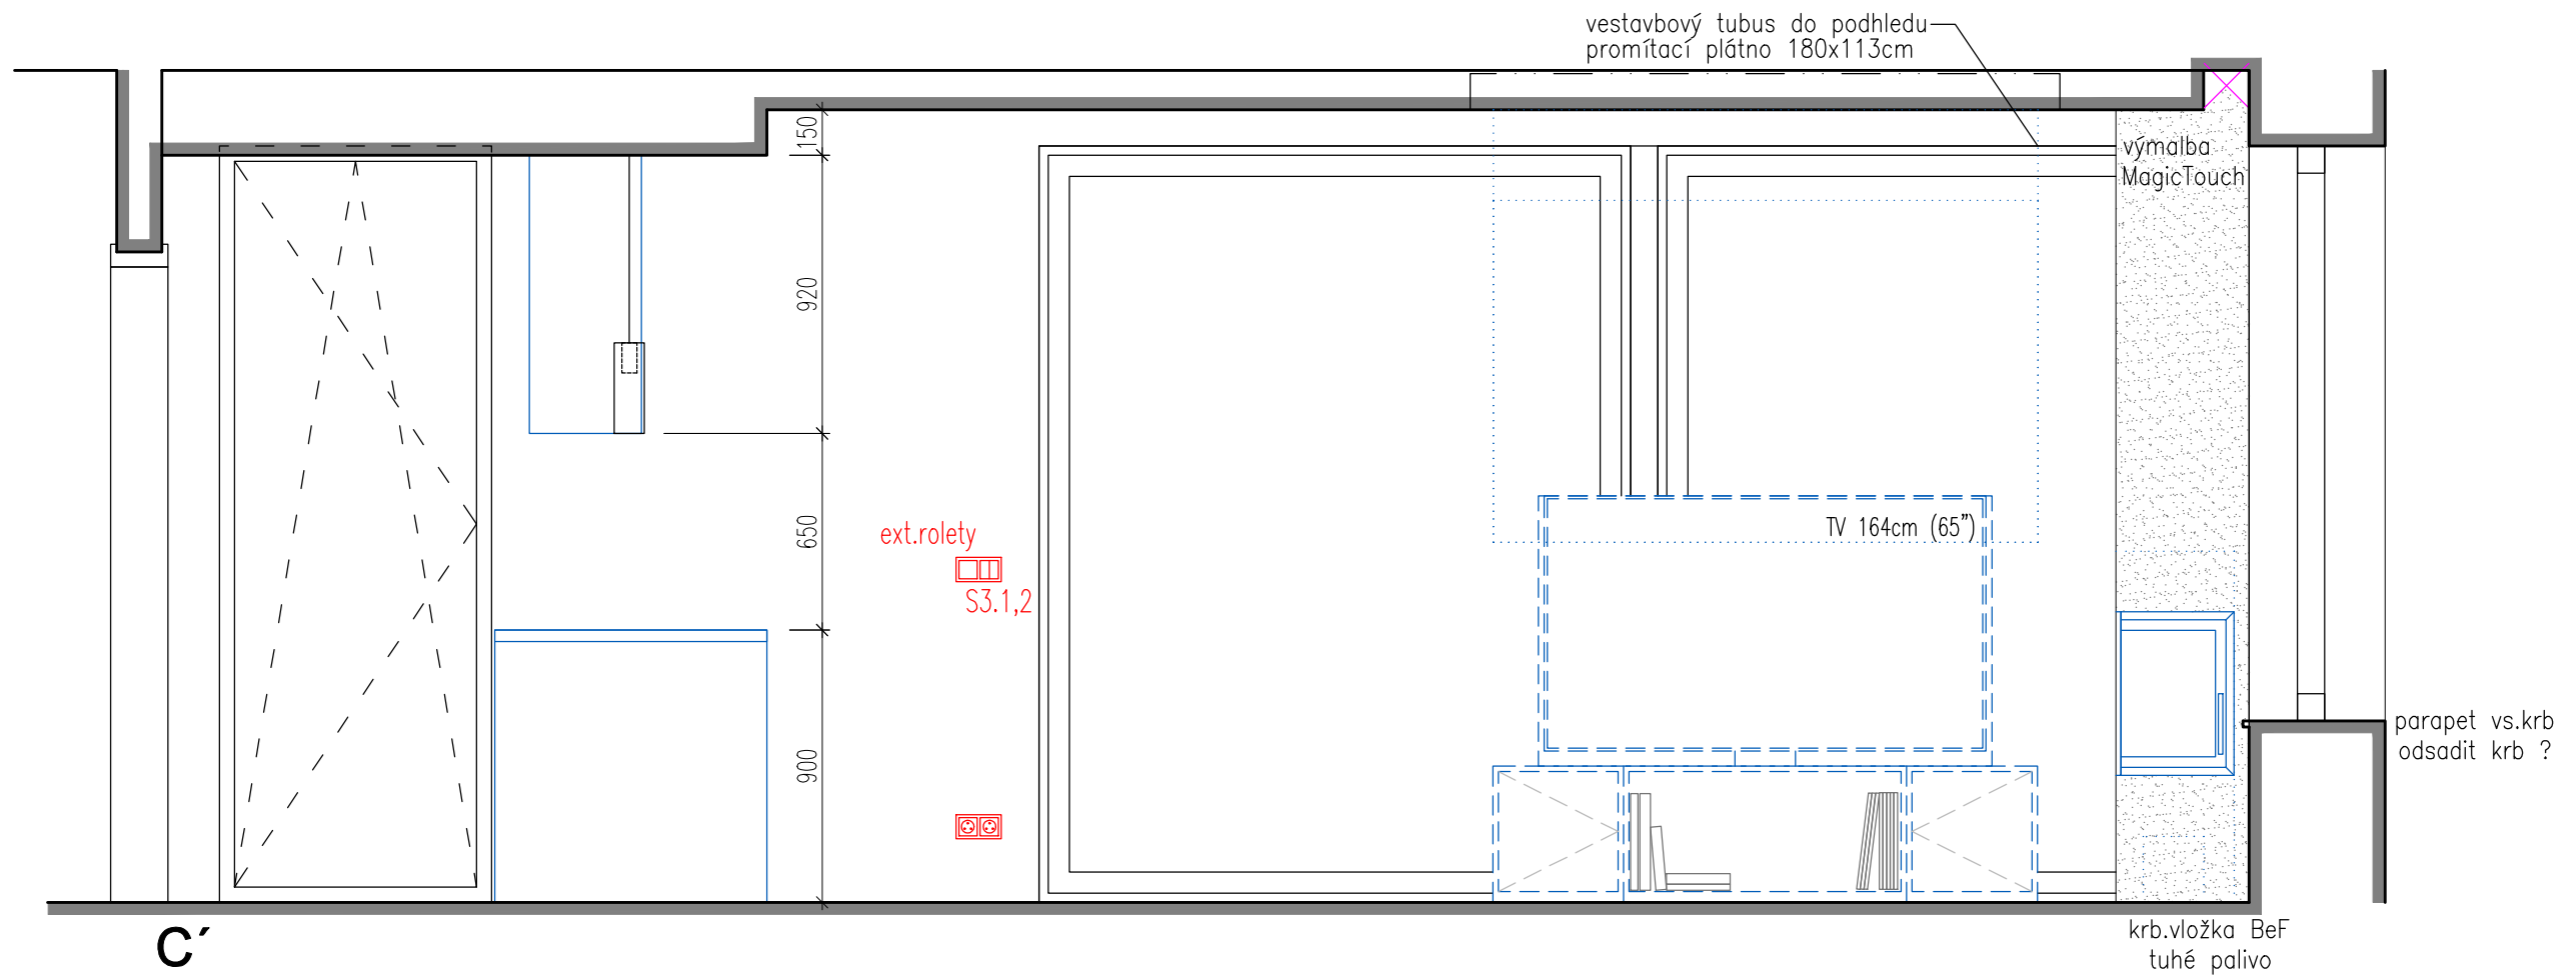 vestavbový tubus do podhledu
promítací plátno 180x113cm
150
výmalba
MagicTouch
920
650
ext.rolety
TV 164cm (65")
S3.1,2
900
parapet vs.krb
odsadit krb ?
C´
krb.vložka BeF
tuhé palivo